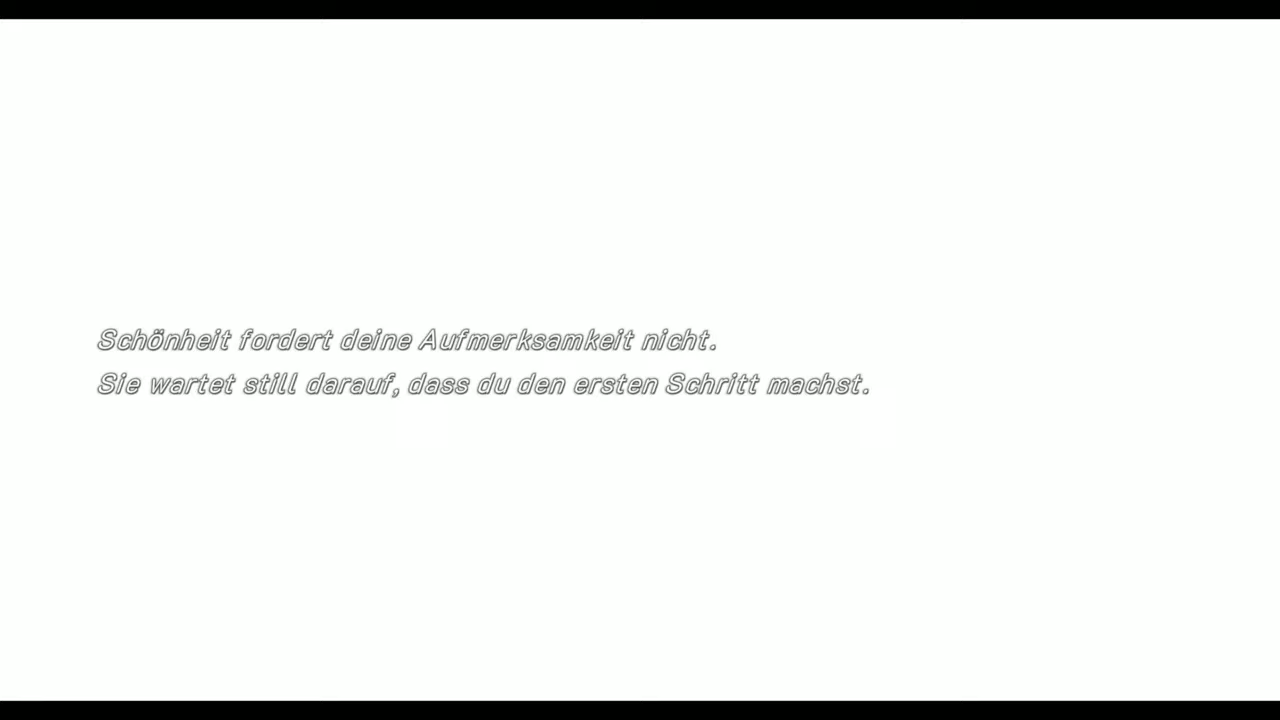 Schönheit fordert deine Aufmerksamkeit nicht.
Sie wartet still darauf, dass du den ersten Schritt machst.